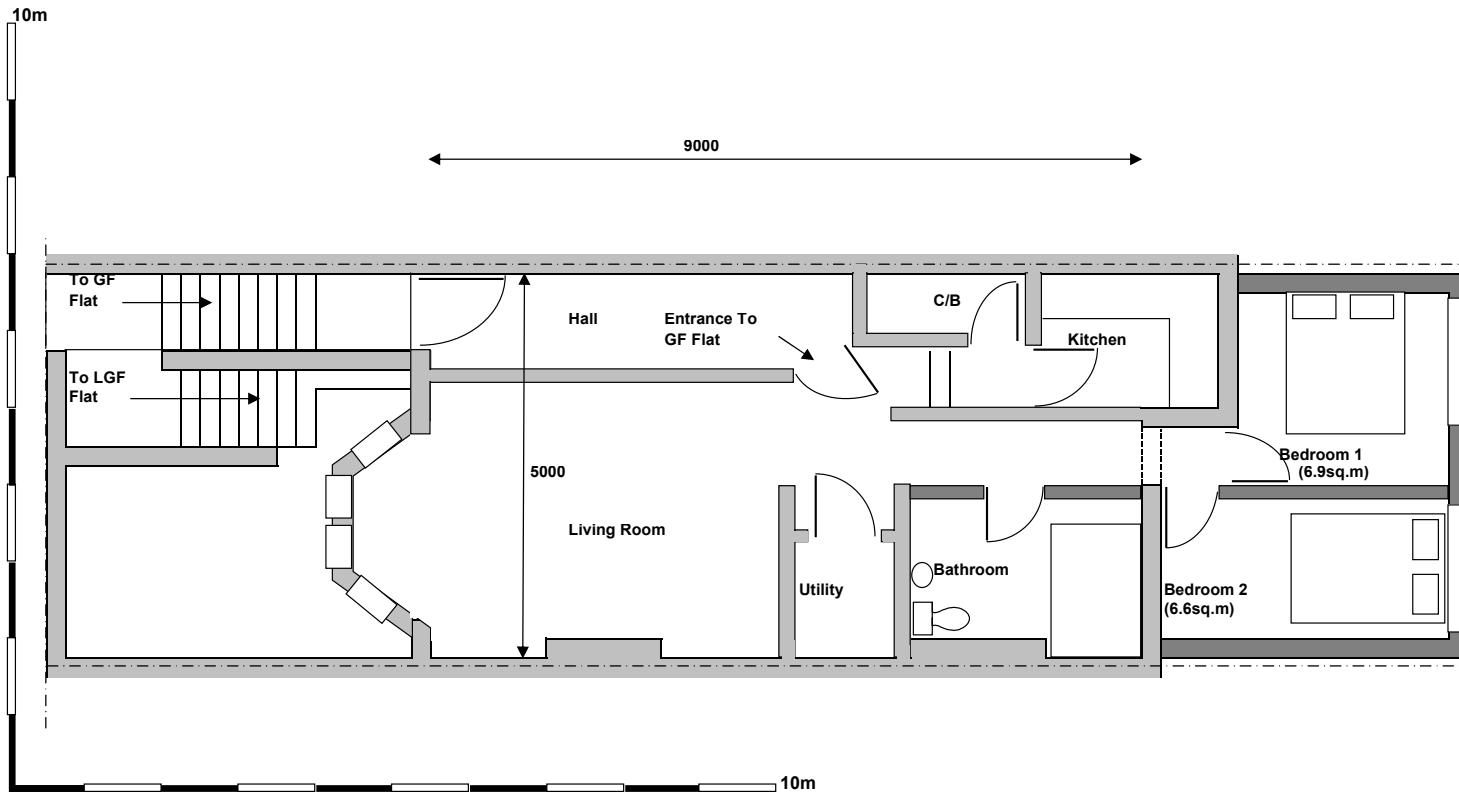 10m
9000
To GF
Flat
Hall
Entrance To
GF Flat
C/B
Kitchen
To LGF
Flat
5000
Living Room
Utility
Bathroom
Bedroom 1
(6.9sq.m)
Bedroom 2
(6.6sq.m)
10m